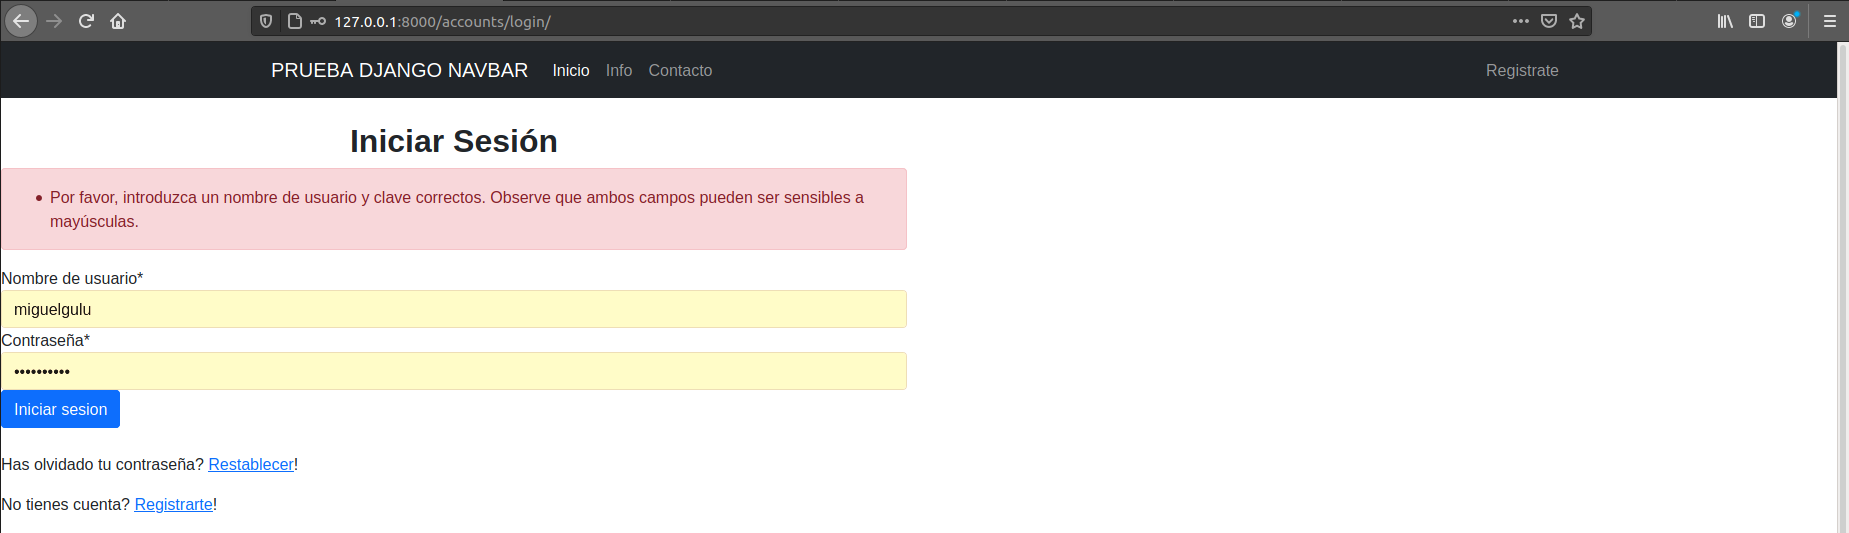 127.0.0.1:8000/accounts/login/
PRUEBA DJANGO NAVBAR Inicio Info Contacto Registrate
Iniciar Sesión
Por favor, introduzca un nombre de usuario y clave correctos. Observe que ambos campos pueden ser sensibles a
mayúsculas.
Nombre de usuario*
miguelgulu
Contraseña*
••••••••••
Iniciar sesion
Has olvidado tu contraseña? Restablecer!
No tienes cuenta? Registrarte!